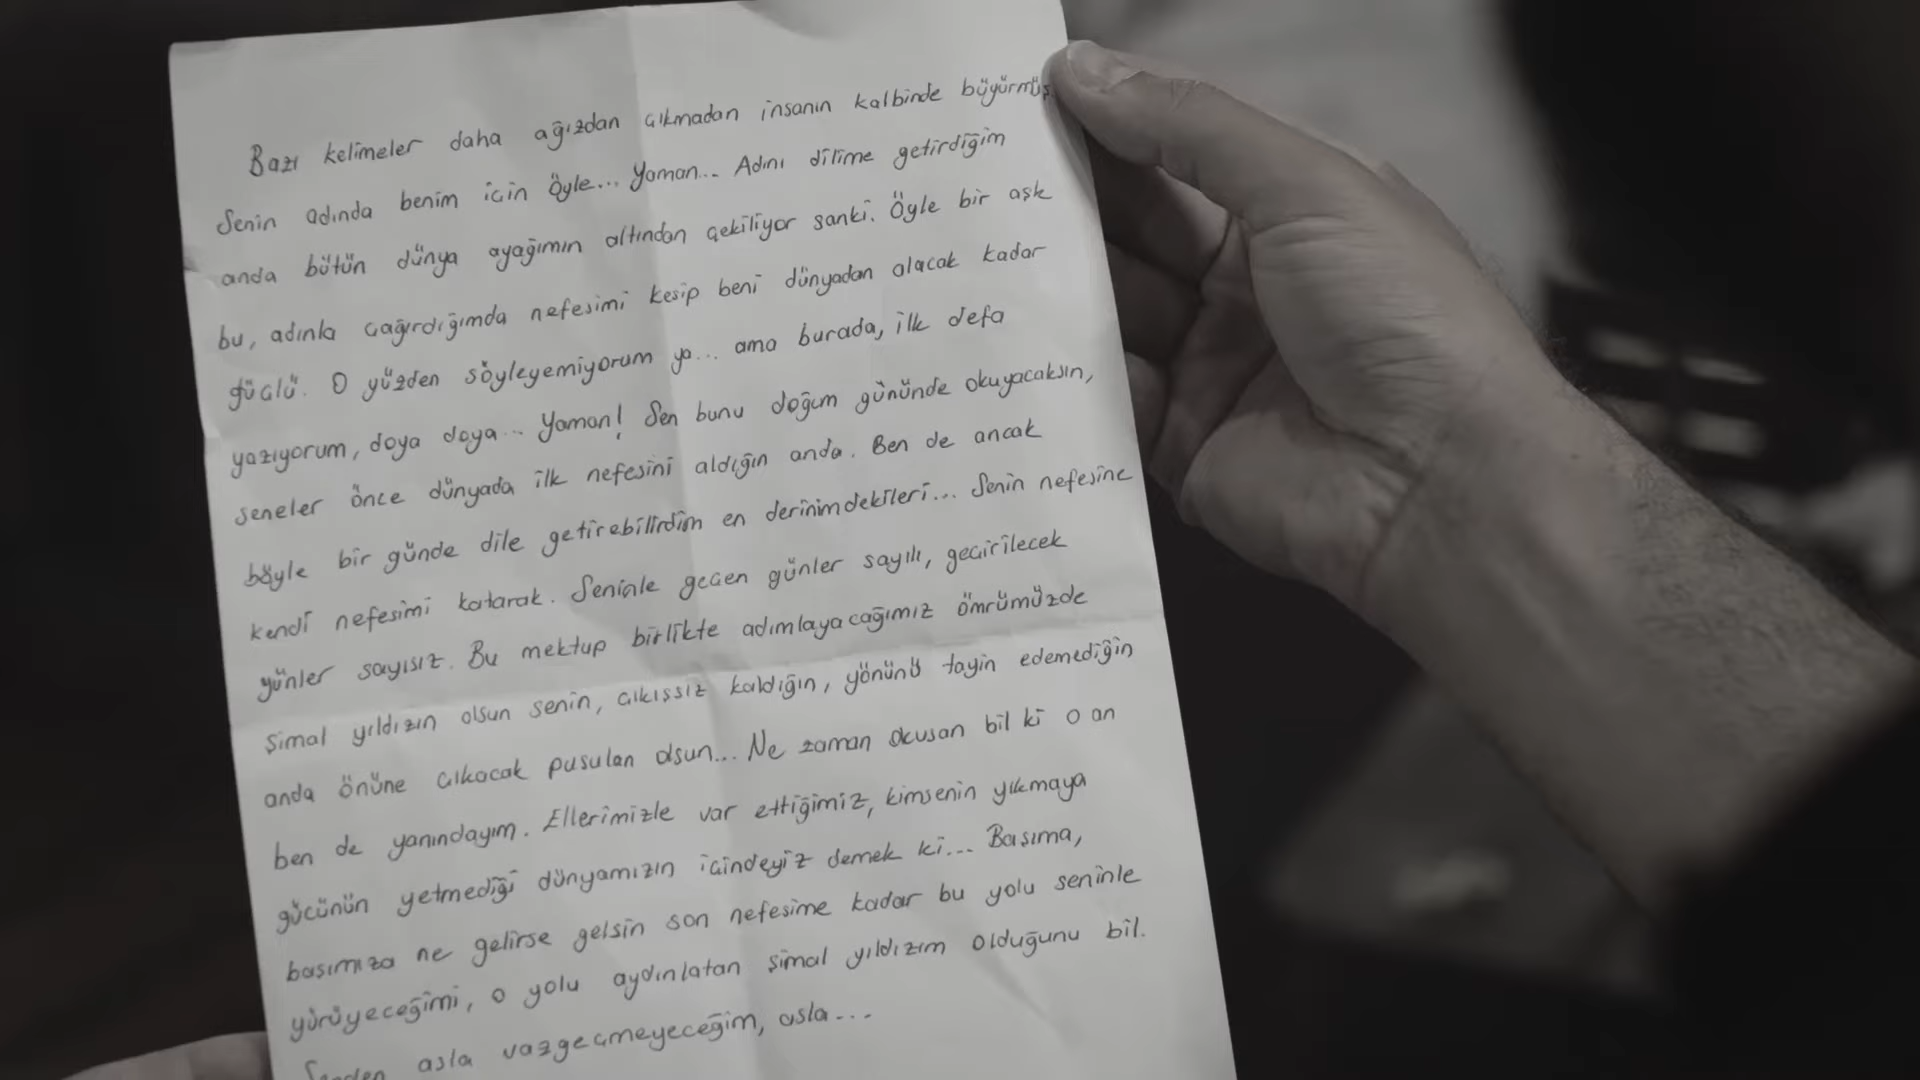 Bazı kelimeler daha ağızdan çıkmadan insanın kalbinde büyürmüş
Senin adında benim için öyle... Yaman... Adını dilime getirdiğim
anda bütün dünya ayağımın altından çekiliyor sanki. Öyle bir aşk
bu, adınla çağırdığımda nefesimi kesip beni dünyadan alacak kadar
güçlü. O yüzden söyleyemiyorum ya... ama burada, ilk defa
yazıyorum, doya doya... Yaman! Sen bunu doğum gününde okuyacaksın,
seneler önce dünyada ilk nefesini aldığın anda. Ben de ancak
böyle bir günde dile getirebilirdim en derinimdekileri... Senin nefesine
kendi nefesimi katarak. Seninle geçen günler sayılı, geçirilecek
günler sayısız. Bu mektup birlikte adımlayacağımız ömrümüzde
şimal yıldızın olsun senin, çıkışsız kaldığın, yönünü tayin edemediğin
anda önüne çıkacak pusulan olsun... Ne zaman okusan bil ki o an
ben de yanındayım. Ellerimizle var ettiğimiz, kimsenin yıkmaya
gücünün yetmediği dünyamızın içindeyiz demek ki... Başıma,
başımıza ne gelirse gelsin son nefesime kadar bu yolu seninle
yürüyeceğimi, o yolu aydınlatan şimal yıldızım olduğunu bil.
Senden asla vazgeçmeyeceğim, asla...